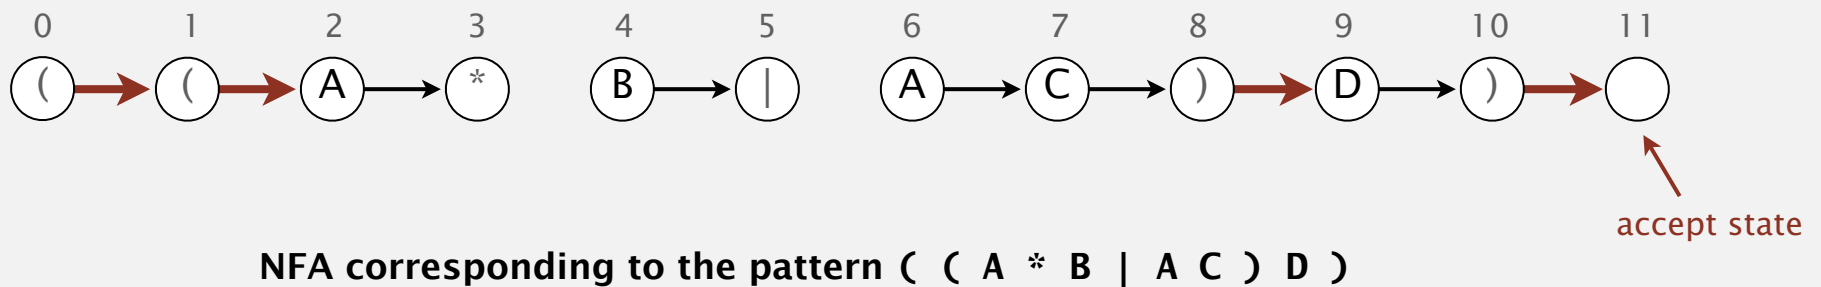 0 1 2 3 4 5 6 7 8 9 10 11
( ( A * B | A C ) D )
accept state
NFA corresponding to the pattern ( ( A * B | A C ) D )